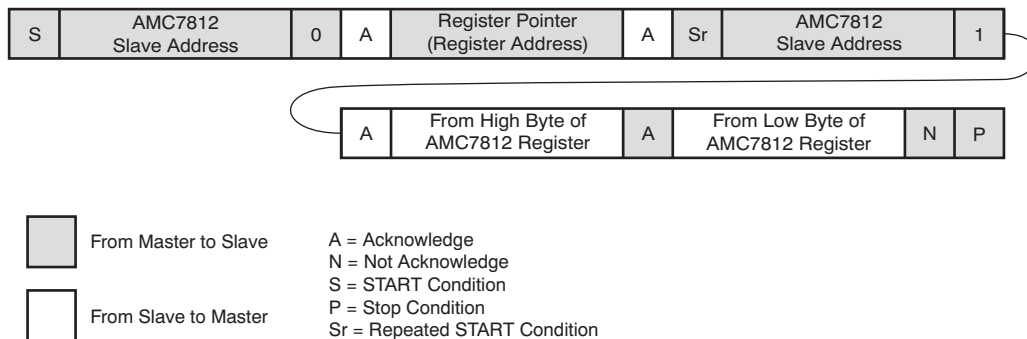 S
AMC7812
Slave Address
0
A
Register Pointer
(Register Address)
A
Sr
AMC7812
Slave Address
1
A
From High Byte of
AMC7812 Register
A
From Low Byte of
AMC7812 Register
N
P
From Master to Slave
From Slave to Master
A = Acknowledge
N = Not Acknowledge
S = START Condition
P = Stop Condition
Sr = Repeated START Condition